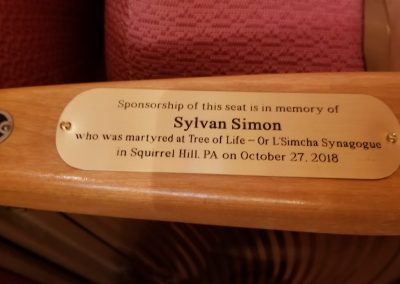 Sponsorship of this seat is in memory of
Sylvan Simon
who was martyred at Tree of Life – Or L'Simcha Synagogue
in Squirrel Hill, PA on October 27, 2018